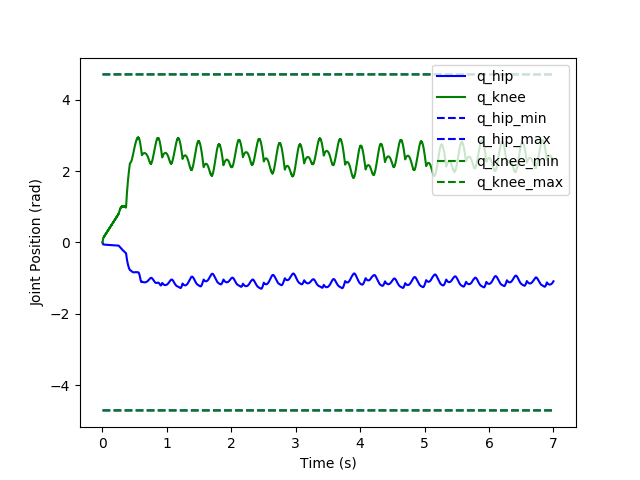 4
2
0
−2
−4
Joint Position (rad)
0
1
2
3
4
5
6
7
Time (s)
q_hip
q_knee
q_hip_min
q_hip_max
q_knee_min
q_knee_max